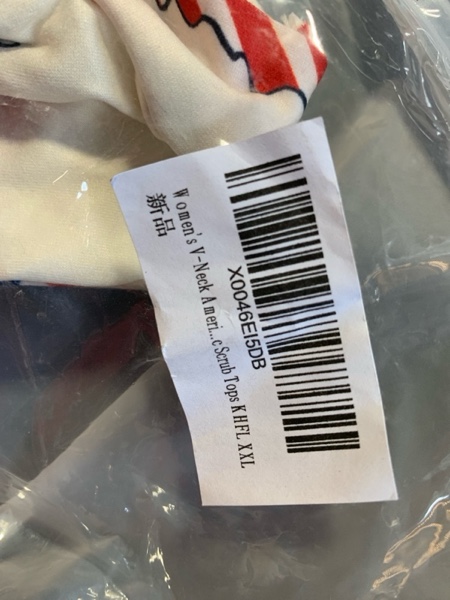 X0046EI5DB
Women's V-Neck Ameri...c Scrub Tops KHFL XXL
新品